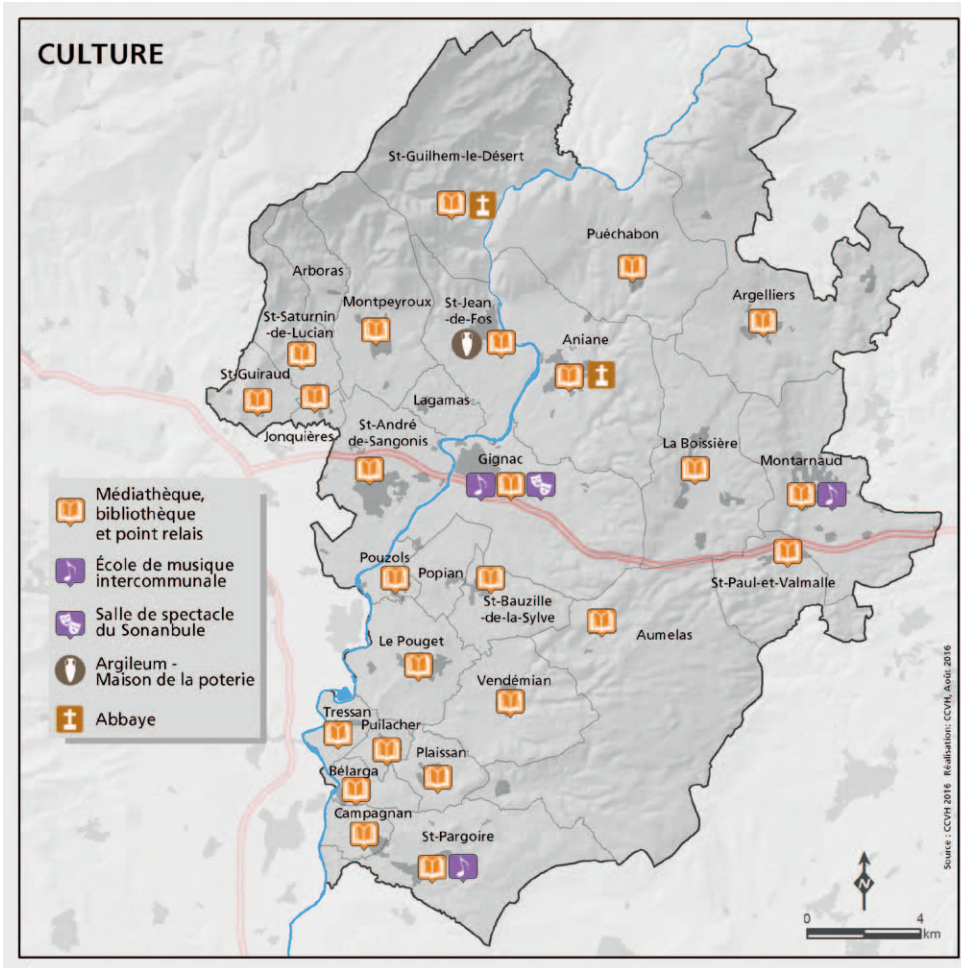 CULTURE
St-Guilhem-le-Désert
Puéchabon
Arboras
Argelliers
Montpeyroux
St-Jean
-de-Fos
St-Saturnin
-de-Lucian
Aniane
St-Guiraud
Lagamas
Jonquières
St-André
de-Sangonis
La Boissière
Gignac
Montarnaud
Médiathèque,
bibliothèque
et point relais
École de musique
intercommunale
Salle de spectacle
du Sonanbule
Argileum -
Maison de la poterie
Abbaye
Pouzols
Popian
St-Bauzille
-de-la-Sylve
St-Paul-et-Valmalle
Aumelas
Le Pouget
Vendémian
Tressan
Puilacher
Plaissan
Bélarga
Campagnan
St-Pargoire
N
0 4
km
Source : CCVH 2016 Réalisation: CCVH, Août 2016